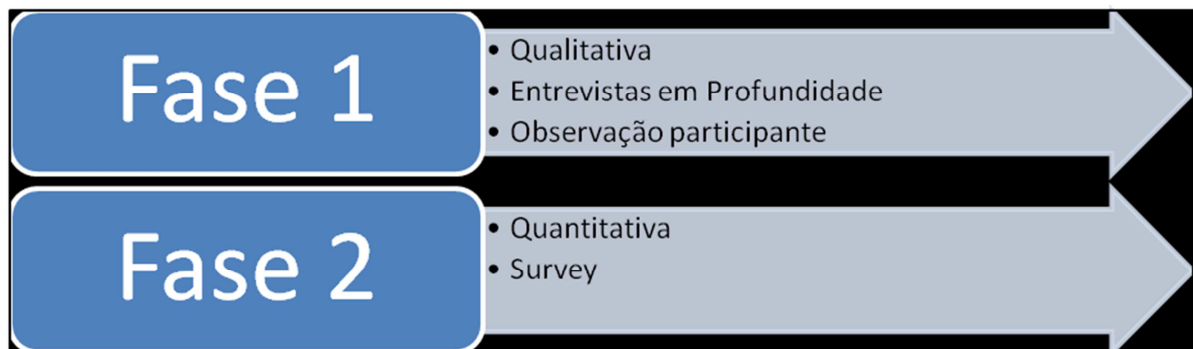 Fase 1
• Qualitativa
• Entrevistas em Profundidade
• Observação participante
Fase 2
• Quantitativa
• Survey